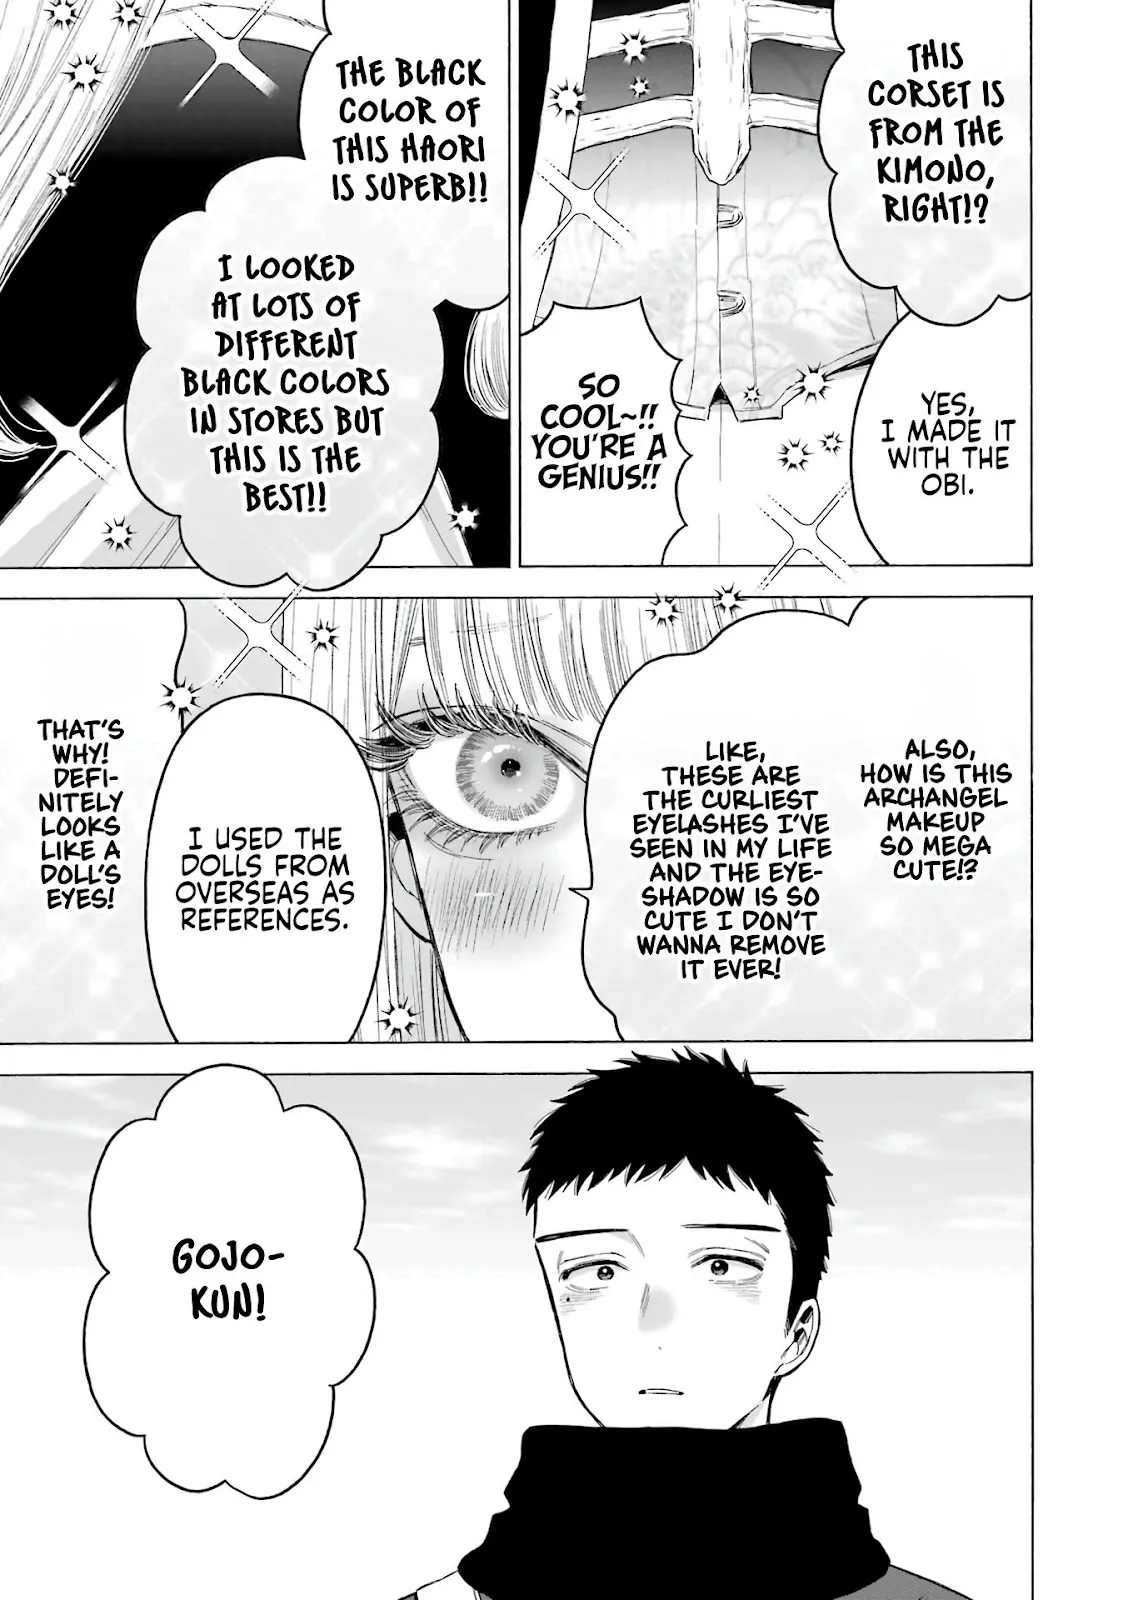 THIS
CORSET IS
FROM THE
KIMONO,
RIGHT!?
YES,
I MADE IT
WITH THE
OBI.
SO
COOL~!!
YOU'RE A
GENIUS!!
THE BLACK
COLOR OF
THIS HAORI
IS SUPERB!!
I LOOKED
AT LOTS OF
DIFFERENT
BLACK COLORS
IN STORES BUT
THIS IS THE
BEST!!
ALSO,
HOW IS THIS
ARCHANGEL
MAKEUP
SO MEGA
CUTE!?
LIKE,
THESE ARE
THE CURLIEST
EYELASHES I'VE
SEEN IN MY LIFE
AND THE EYE-
SHADOW IS SO
CUTE I DON'T
WANNA REMOVE
IT EVER!
I USED THE
DOLLS FROM
OVERSEAS AS
REFERENCES.
THAT'S
WHY!
DEFI-
NITELY
LOOKS
LIKE A
DOLL'S
EYES!
GOJO-
KUN!